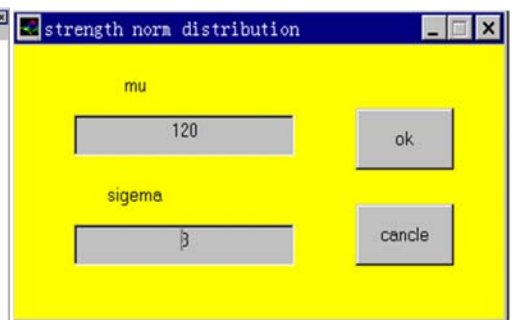 strength norm distribution
mu
120
ok
sigema
3
cancle